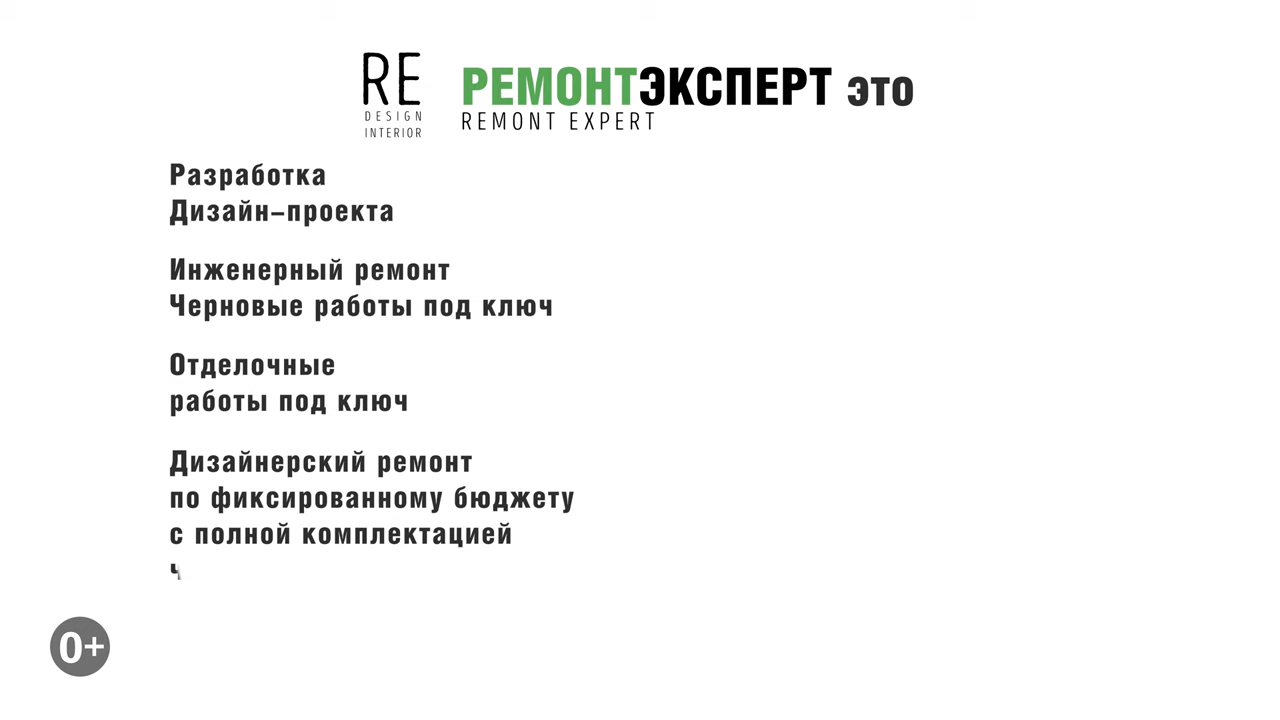 RE
DESIGN
INTERIOR
РЕМОНТЭКСПЕРТ это
REMONT EXPERT
Разработка
Дизайн–проекта
Инженерный ремонт
Черновые работы под ключ
Отделочные
работы под ключ
Дизайнерский ремонт
по фиксированному бюджету
с полной комплектацией
0+